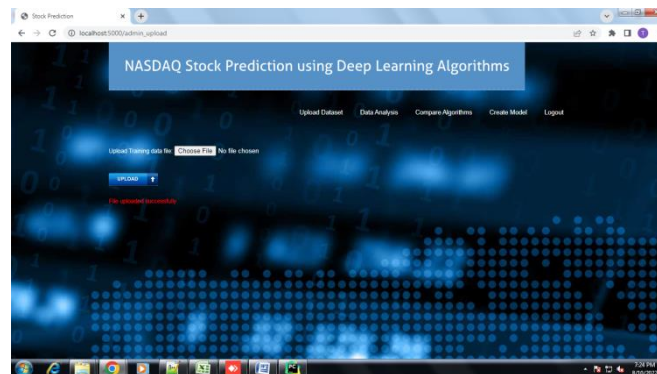 Stock Prediction
localhost:5000/admin_upload
NASDAQ Stock Prediction using Deep Learning Algorithms
Upload Dataset Data Analysis Compare Algorithms Create Model Logout
Upload Training data file: Choose File No file chosen
UPLOAD
File uploaded successfully
7:24 PM